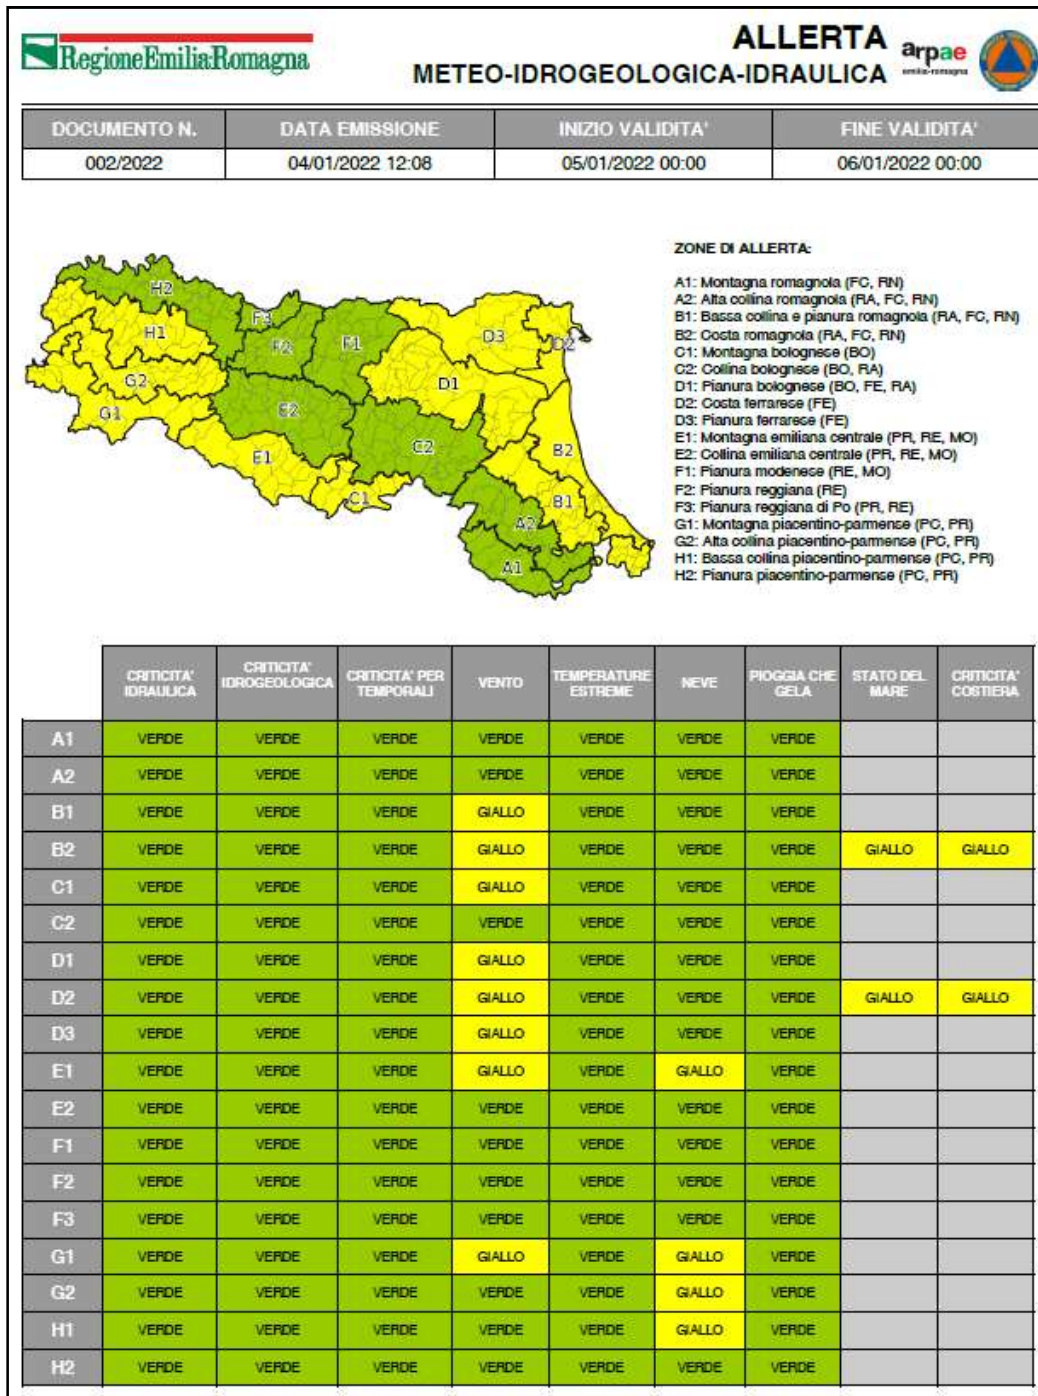 RegioneEmilia-Romagna
ALLERTA
METEO-IDROGEOLOGICA-IDRAULICA
arpae
emilia-romagna
DOCUMENTO N. DATA EMISSIONE INIZIO VALIDITA' FINE VALIDITA'
002/2022 04/01/2022 12:08 05/01/2022 00:00 06/01/2022 00:00
H2
H1
F3
F2
F1
D3
D2
G2
D1
G1
E2
E1
C2
B2
C1
B1
A2
A1
ZONE DI ALLERTA:
A1: Montagna romagnola (FC, RN)
A2: Alta collina romagnola (RA, FC, RN)
B1: Bassa collina e pianura romagnola (RA, FC, RN)
B2: Costa romagnola (RA, FC, RN)
C1: Montagna bolognese (BO)
C2: Collina bolognese (BO, RA)
D1: Pianura bolognese (BO, FE, RA)
D2: Costa ferrarese (FE)
D3: Pianura ferrarese (FE)
E1: Montagna emiliana centrale (PR, RE, MO)
E2: Collina emiliana centrale (PR, RE, MO)
F1: Pianura modenese (RE, MO)
F2: Pianura reggiana (RE)
F3: Pianura reggiana di Po (PR, RE)
G1: Montagna piacentino-parmense (PC, PR)
G2: Alta collina piacentino-parmense (PC, PR)
H1: Bassa collina piacentino-parmense (PC, PR)
H2: Pianura piacentino-parmense (PC, PR)
CRITICITA' IDRAULICA CRITICITA' IDROGEOLOGICA CRITICITA' PER TEMPORALI VENTO TEMPERATURE ESTREME NEVE PIOGGIA CHE GELA STATO DEL MARE CRITICITA' COSTIERA
A1 VERDE VERDE VERDE VERDE VERDE VERDE VERDE
A2 VERDE VERDE VERDE VERDE VERDE VERDE VERDE
B1 VERDE VERDE VERDE GIALLO VERDE VERDE VERDE
B2 VERDE VERDE VERDE GIALLO VERDE VERDE VERDE GIALLO GIALLO
C1 VERDE VERDE VERDE GIALLO VERDE VERDE VERDE
C2 VERDE VERDE VERDE VERDE VERDE VERDE VERDE
D1 VERDE VERDE VERDE GIALLO VERDE VERDE VERDE
D2 VERDE VERDE VERDE GIALLO VERDE VERDE VERDE GIALLO GIALLO
D3 VERDE VERDE VERDE GIALLO VERDE VERDE VERDE
E1 VERDE VERDE VERDE GIALLO VERDE GIALLO VERDE
E2 VERDE VERDE VERDE VERDE VERDE VERDE VERDE
F1 VERDE VERDE VERDE VERDE VERDE VERDE VERDE
F2 VERDE VERDE VERDE VERDE VERDE VERDE VERDE
F3 VERDE VERDE VERDE VERDE VERDE VERDE VERDE
G1 VERDE VERDE VERDE GIALLO VERDE GIALLO VERDE
G2 VERDE VERDE VERDE VERDE VERDE GIALLO VERDE
H1 VERDE VERDE VERDE VERDE VERDE GIALLO VERDE
H2 VERDE VERDE VERDE VERDE VERDE VERDE VERDE